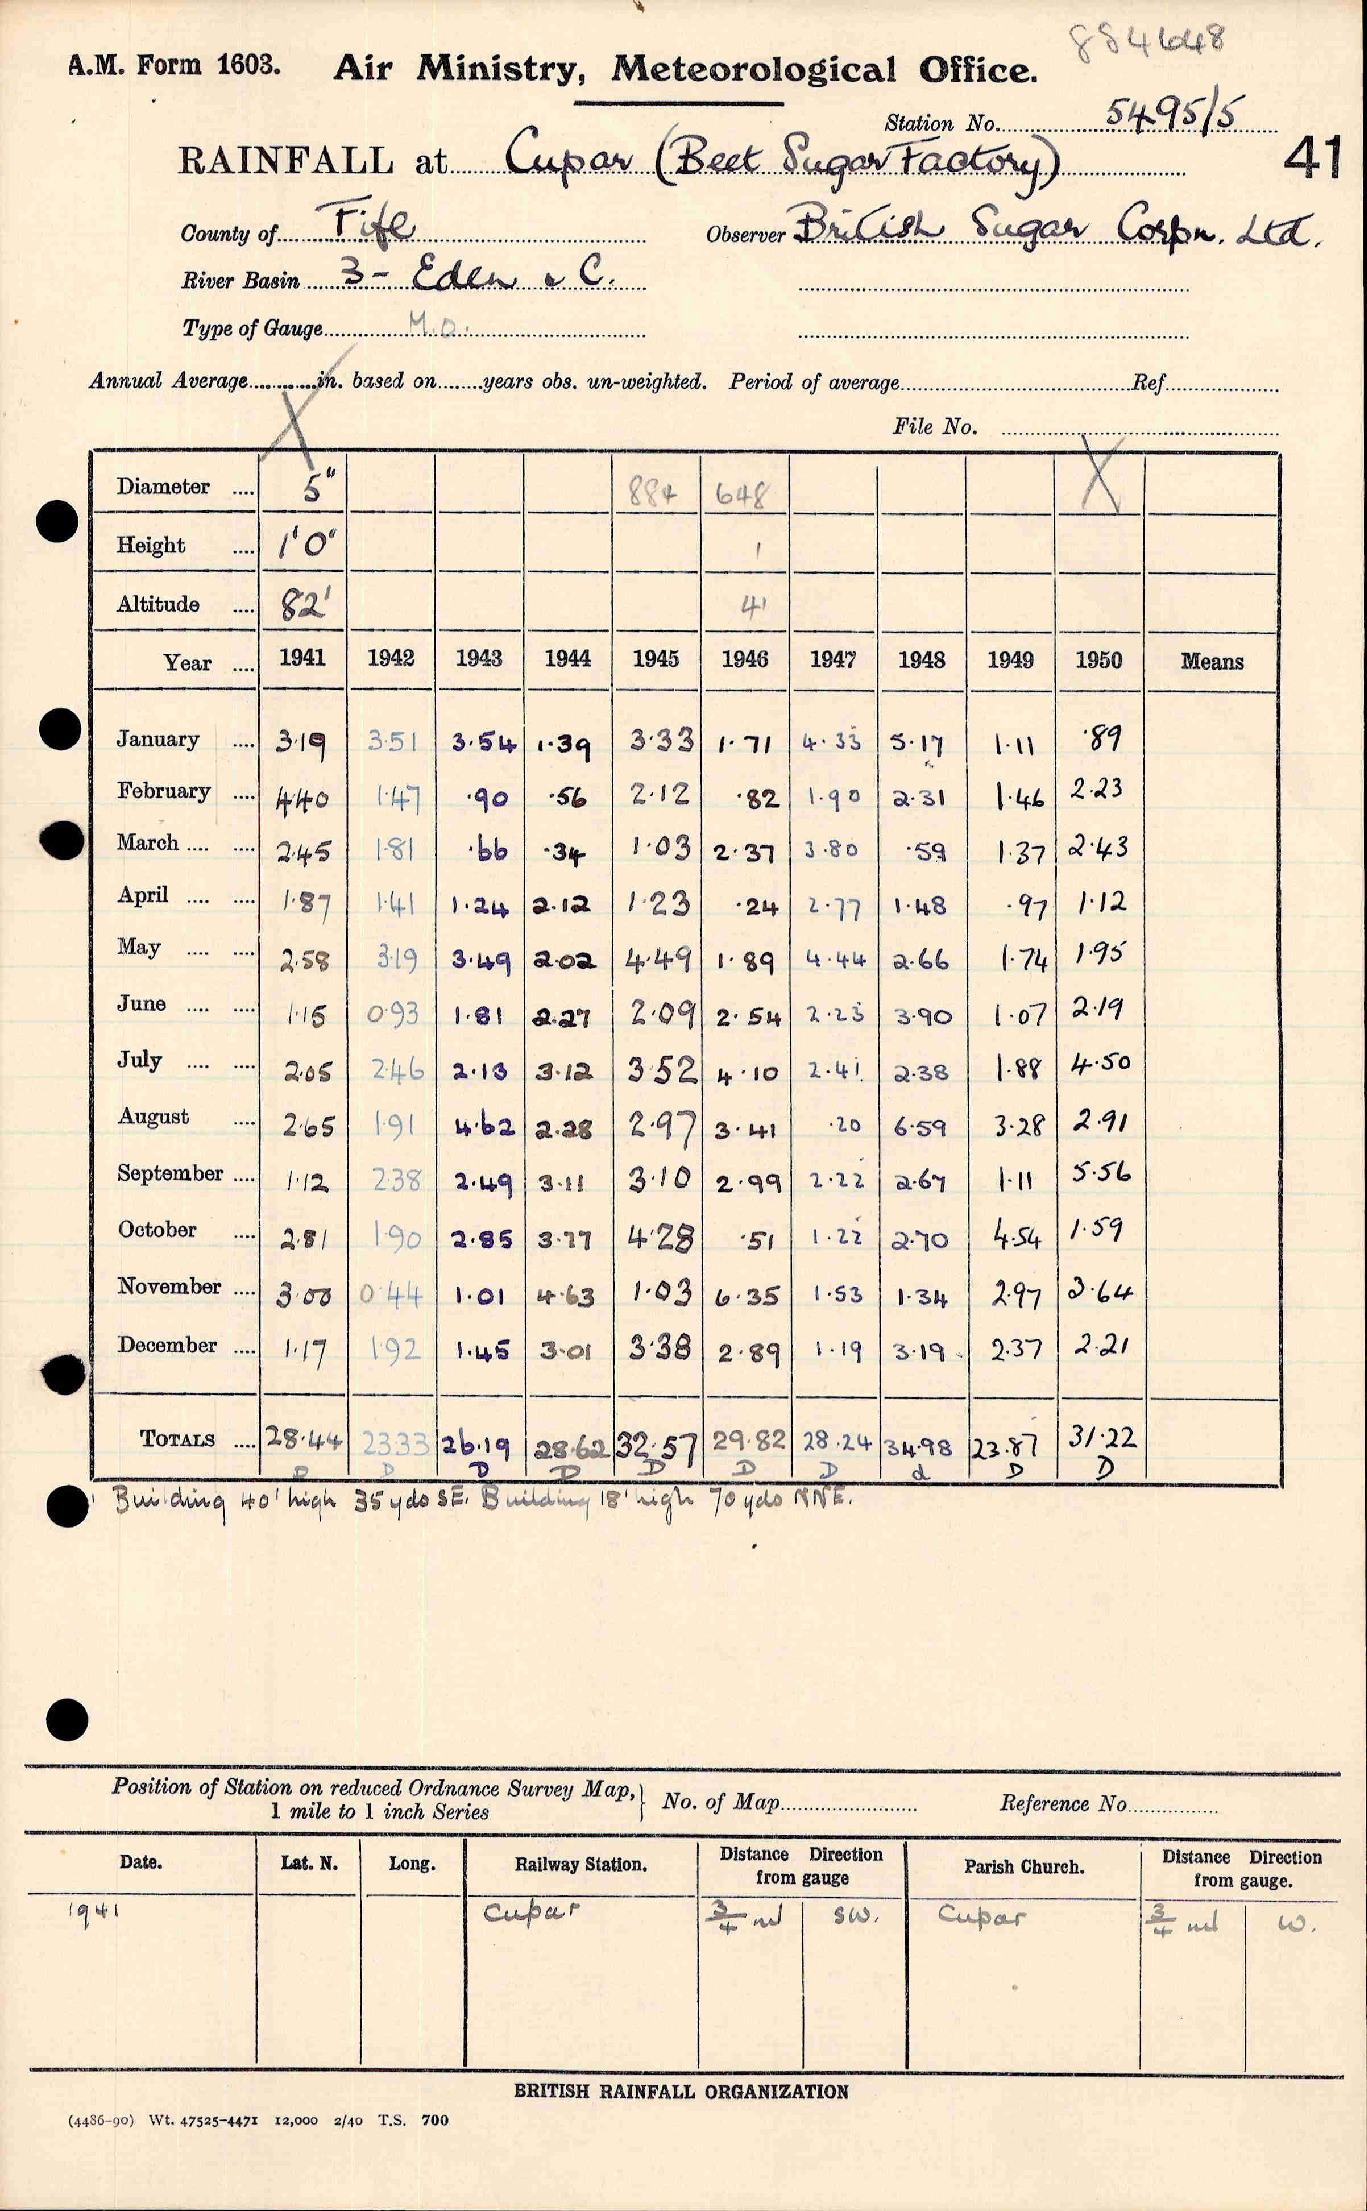 884648
A.M. Form 1603. Air Ministry, Meteorological Office.
Station No. 5495/5
RAINFALL at Cupar (Beet Sugar Factory) 41
County of Fife Observer British Sugar Corpn. Ltd.
River Basin 3- Eden & C.
Type of Gauge M.O.
Annual Average in. based on years obs. un-weighted. Period of average Ref
File No.
Diameter 5" 884 648
Height 1'0" 1
Altitude 82' 41
Year 1941 1942 1943 1944 1945 1946 1947 1948 1949 1950 Means
January 3.19 3.51 3.54 1.39 3.33 1.71 4.33 5.17 1.11 .89
February 4.40 1.47 .90 .56 2.12 .82 1.90 2.31 1.46 2.23
March 2.45 1.81 .66 .34 1.03 2.37 3.80 .59 1.37 2.43
April 1.87 1.41 1.24 2.12 1.23 .24 2.77 1.48 .97 1.12
May 2.58 3.19 3.49 2.02 4.49 1.89 4.44 2.66 1.74 1.95
June 1.15 0.93 1.81 2.27 2.09 2.54 2.23 3.90 1.07 2.19
July 2.05 2.46 2.13 3.12 3.52 4.10 2.41 2.38 1.88 4.50
August 2.65 1.91 4.62 2.28 2.97 3.41 .20 6.59 3.28 2.91
September 1.12 2.38 2.49 3.11 3.10 2.99 2.22 2.67 1.11 5.56
October 2.81 1.90 2.85 3.77 4.28 .51 1.22 2.70 4.54 1.59
November 3.00 0.44 1.01 4.63 1.03 6.35 1.53 1.34 2.97 3.64
December 1.17 1.92 1.45 3.01 3.38 2.89 1.19 3.19 2.37 2.21
TOTALS 28.44 23.33 26.19 28.62 32.57 29.82 28.24 34.98 23.87 31.22
D D D D D D D d D D
Building 40' high 35 yds SE. Building 18' high 70 yds NNE.
Position of Station on reduced Ordnance Survey Map,
1 mile to 1 inch Series } No. of Map Reference No
Date. Lat. N. Long. Railway Station. Distance from gauge Direction Parish Church. Distance from gauge. Direction
1941 Cupar 3/4 ml SW. Cupar 3/4 ml W.
BRITISH RAINFALL ORGANIZATION
(4486-90) Wt. 47525-4471 12,000 2/40 T.S. 700